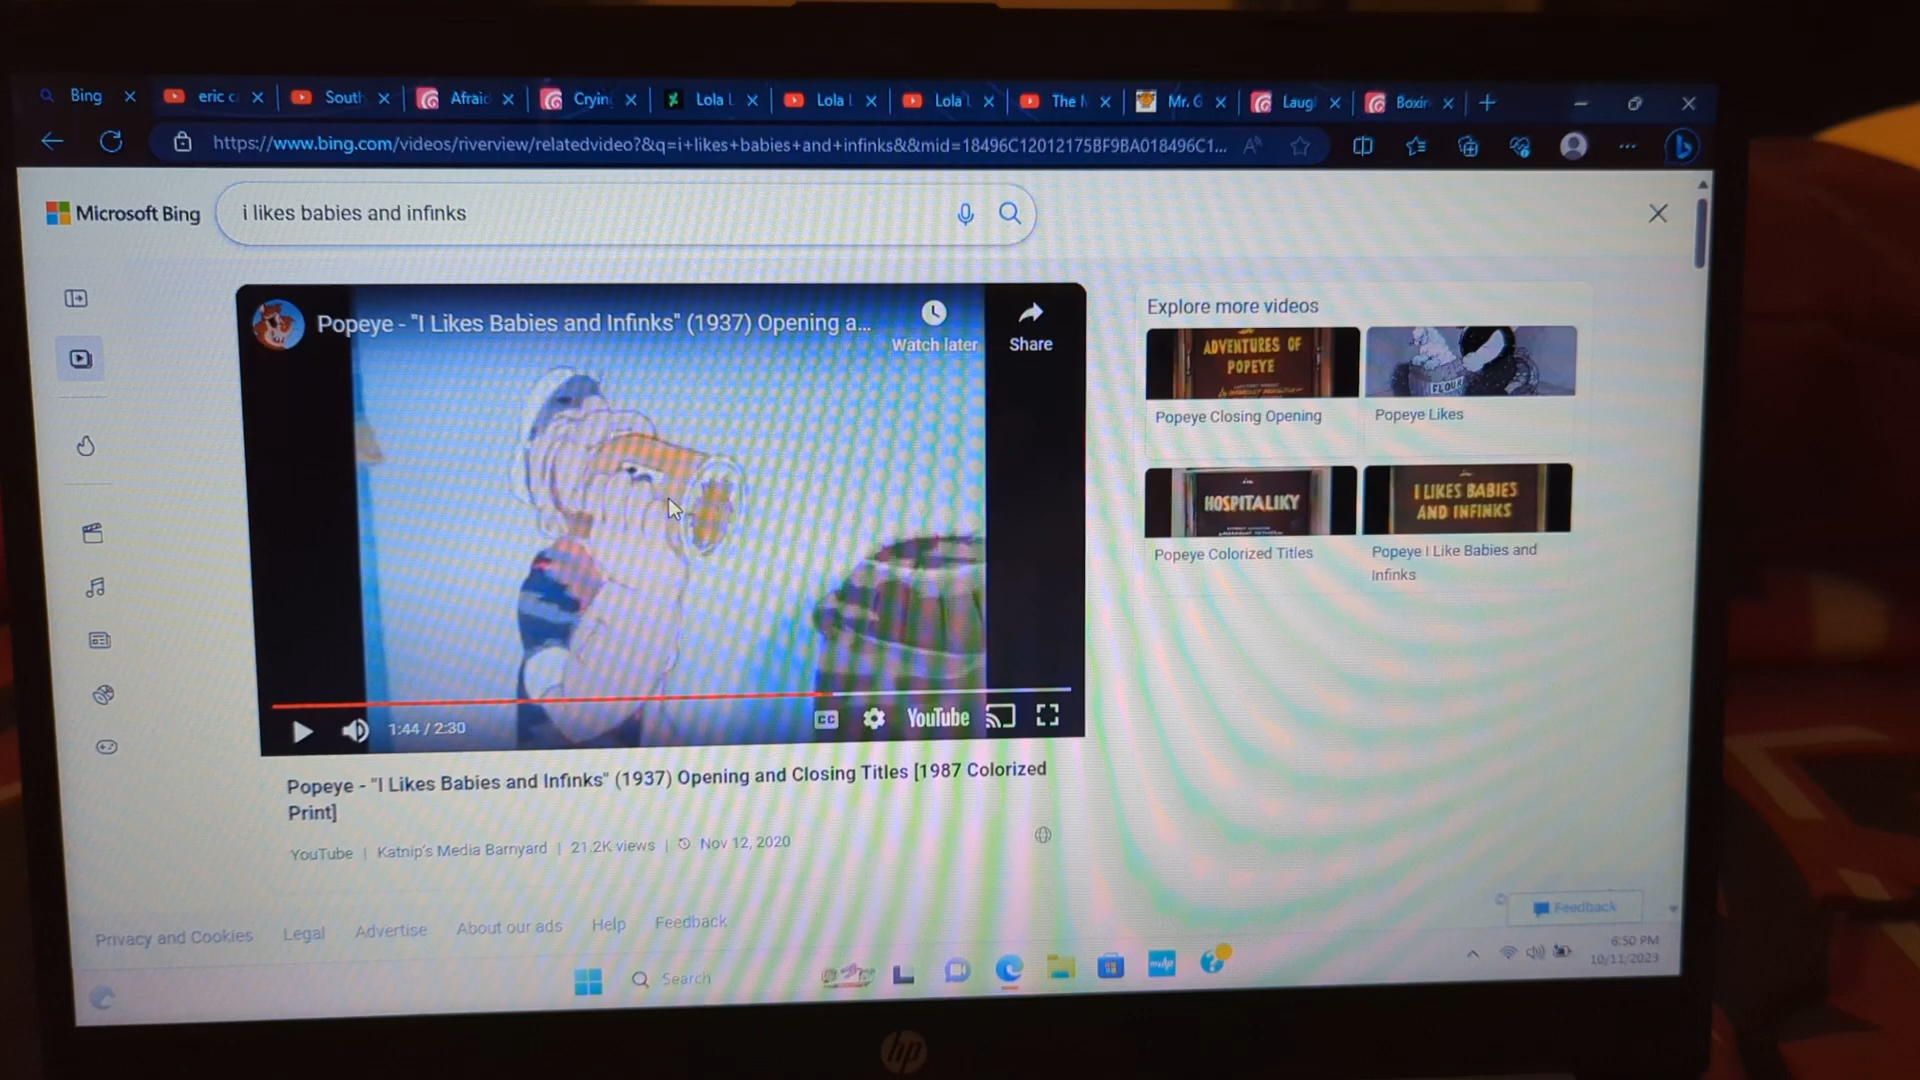 Bing
eric c
South
Afraid
Crying
Lola L
Lola L
Lola L
The M
Mr. G
Laugh
Boxin
https://www.bing.com/videos/riverview/relatedvideo?&q=i+likes+babies+and+infinks&&mid=18496C12012175BF9BA018496C1...
Microsoft Bing
i likes babies and infinks
Popeye - "I Likes Babies and Infinks" (1937) Opening a...
Watch later
Share
1:44 / 2:30
CC
YouTube
Popeye - "I Likes Babies and Infinks" (1937) Opening and Closing Titles [1987 Colorized
Print]
YouTube | Katnip's Media Barnyard | 21.2K views | Nov 12, 2020
Explore more videos
ADVENTURES OF
POPEYE
Popeye Closing Opening
FLOUR
Popeye Likes
HOSPITALIKY
Popeye Colorized Titles
I LIKES BABIES
AND INFINKS
Popeye I Like Babies and
Infinks
Privacy and Cookies
Legal
Advertise
About our ads
Help
Feedback
Feedback
Search
6:50 PM
10/11/2023
hp